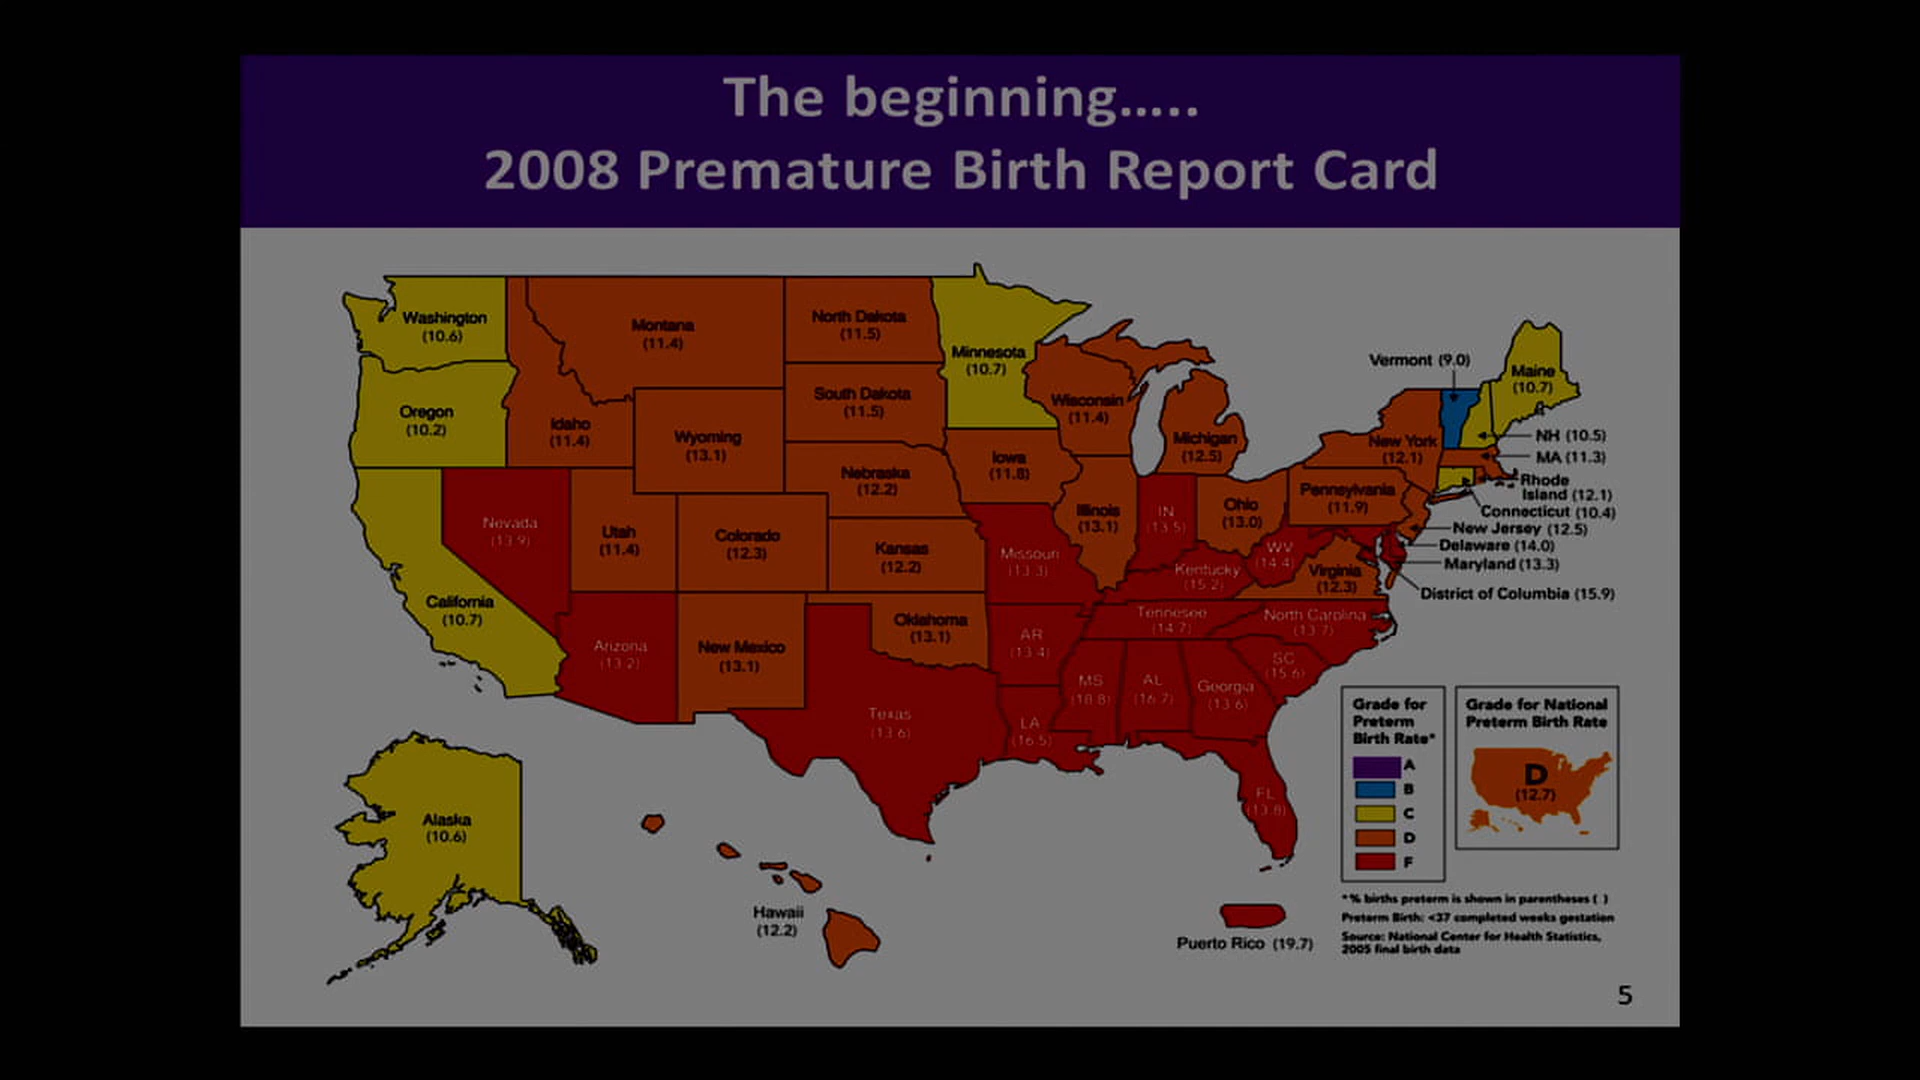 The beginning.....
2008 Premature Birth Report Card
Washington
(10.6)
Montana
(11.4)
North Dakota
(11.5)
Minnesota
(10.7)
Vermont (9.0)
Maine
(10.7)
Oregon
(10.2)
Idaho
(11.4)
Wyoming
(13.1)
South Dakota
(11.5)
Wisconsin
(11.4)
Michigan
(12.5)
New York
(12.1)
NH (10.5)
MA (11.3)
Rhode
Island (12.1)
Connecticut (10.4)
New Jersey (12.5)
Delaware (14.0)
Maryland (13.3)
District of Columbia (15.9)
Nebraska
(12.2)
Iowa
(11.8)
Illinois
(13.1)
IN
(13.5)
Ohio
(13.0)
Pennsylvania
(11.9)
Nevada
(13.9)
Utah
(11.4)
Colorado
(12.3)
Kansas
(12.2)
Missouri
(13.3)
Kentucky
(15.2)
WV
(14.4)
Virginia
(12.3)
California
(10.7)
Arizona
(13.2)
New Mexico
(13.1)
Oklahoma
(13.1)
AR
(13.4)
Tennesee
(14.7)
North Carolina
(13.7)
SC
(15.6)
Texas
(13.6)
LA
(16.5)
MS
(18.8)
AL
(16.7)
Georgia
(13.6)
FL
(13.8)
Alaska
(10.6)
Hawaii
(12.2)
Puerto Rico (19.7)
Grade for
Preterm
Birth Rate*
A
B
C
D
F
Grade for National
Preterm Birth Rate
D
(12.7)
*% births preterm is shown in parentheses ( )
Preterm Birth: <37 completed weeks gestation
Source: National Center for Health Statistics,
2005 final birth data
5